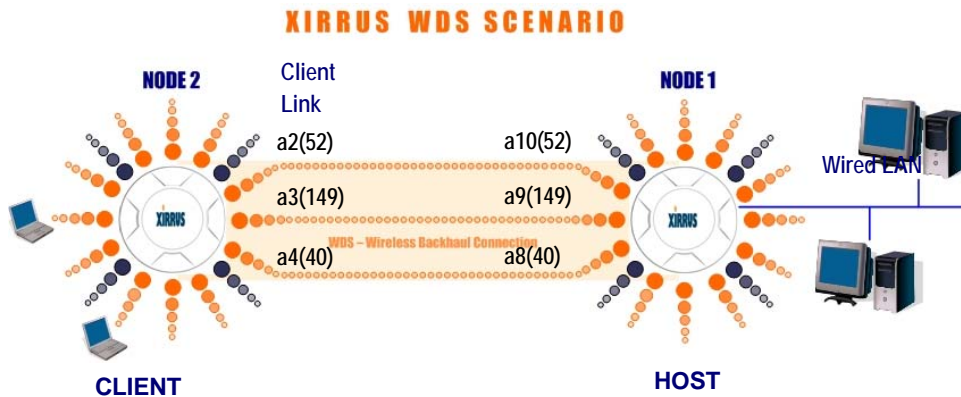 XIRRUS WDS SCENARIO
NODE 2
Client
Link
NODE 1
a2(52)
a10(52)
Wired LAN
a3(149)
a9(149)
XIRRUS
XIRRUS
WDS – Wireless Backhaul Connection
a4(40)
a8(40)
CLIENT
HOST